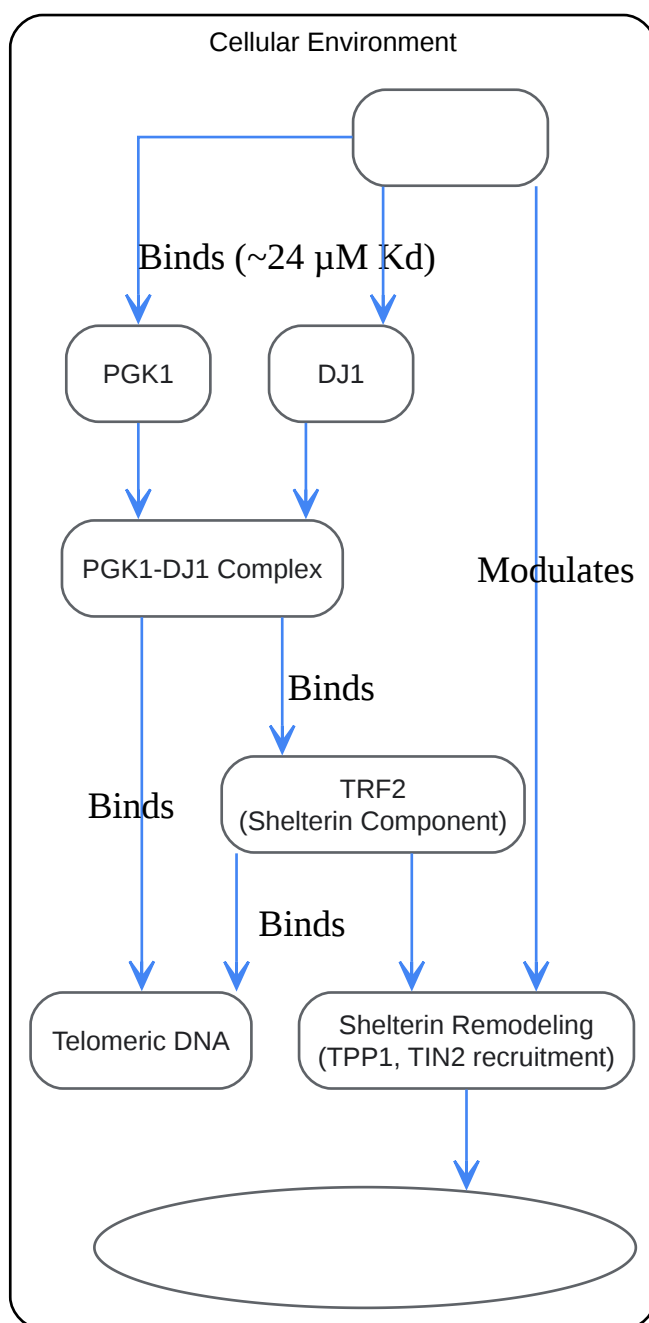 Cellular Environment
Binds (~24 µM Kd)
PGK1
DJ1
PGK1-DJ1 Complex
Modulates
Binds
TRF2
(Shelterin Component)
Binds
Binds
Telomeric DNA
Shelterin Remodeling
(TPP1, TIN2 recruitment)